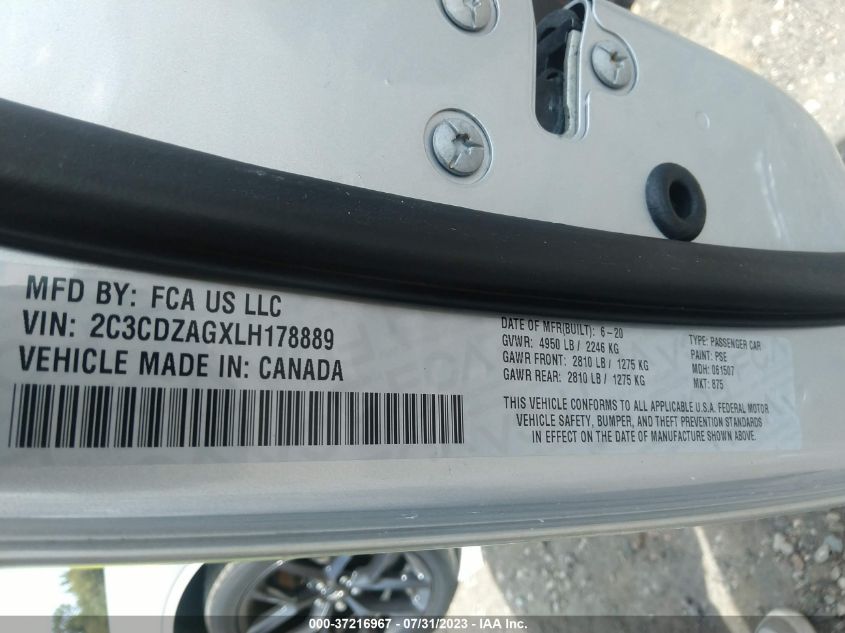 MFD BY: FCA US LLC
VIN: 2C3CDZAGXLH178889
VEHICLE MADE IN: CANADA
DATE OF MFR(BUILT): 6-20
GVWR: 4950 LB / 2246 KG
GAWR FRONT: 2810 LB / 1275 KG
GAWR REAR: 2810 LB / 1275 KG
TYPE: PASSENGER CAR
PAINT: PSE
MDH: 061507
MKT: 875
THIS VEHICLE CONFORMS TO ALL APPLICABLE U.S.A. FEDERAL MOTOR
VEHICLE SAFETY, BUMPER, AND THEFT PREVENTION STANDARDS
IN EFFECT ON THE DATE OF MANUFACTURE SHOWN ABOVE.
000-37216967 - 07/31/2023 - IAA Inc.